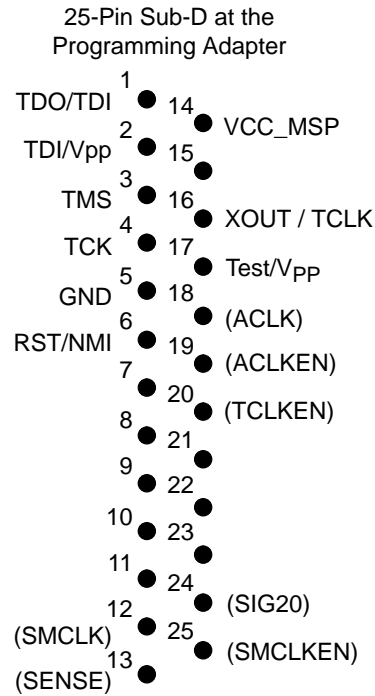 25-Pin Sub-D at the
Programming Adapter
1
TDO/TDI
14
VCC_MSP
2
TDI/Vpp
15
3
TMS
16
XOUT / TCLK
4
TCK
17
Test/VPP
5
GND
18
(ACLK)
6
RST/NMI
19
(ACLKEN)
7
20
(TCLKEN)
8
21
9
22
10
23
11
24
(SIG20)
12
(SMCLK)
25
(SMCLKEN)
13
(SENSE)